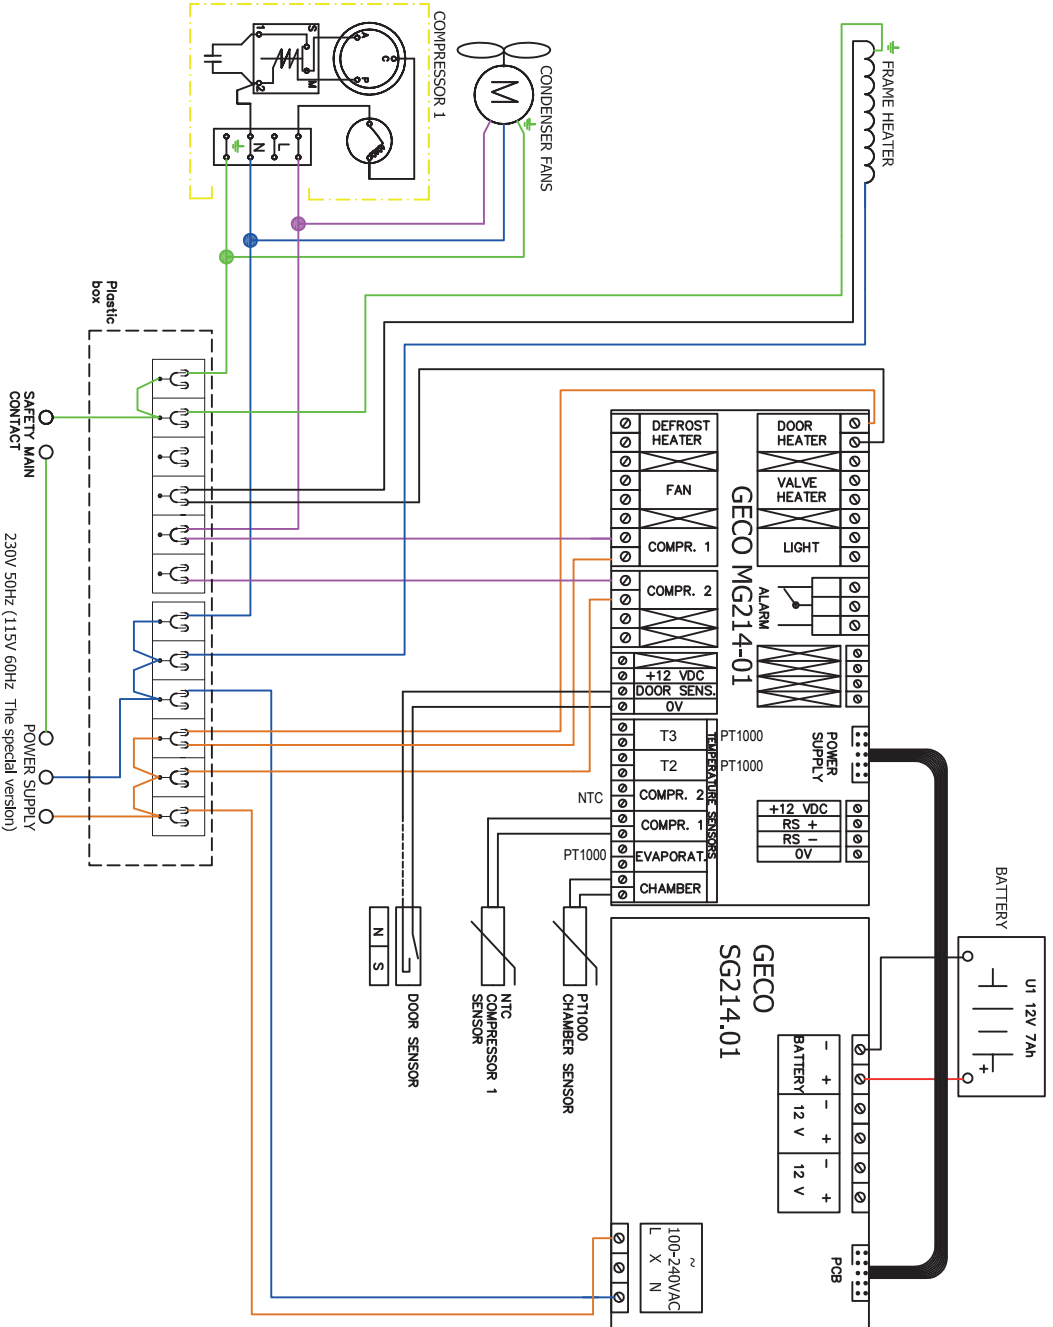 COMPRESSOR 1
S
1
2
M
A
C
P
N
L
CONDENSER FANS
M
FRAME HEATER
Plastic
box
SAFETY MAIN
CONTACT
230V 50Hz (115V 60Hz The special version)
POWER SUPPLY
GECO MG214-01
DEFROST
HEATER
FAN
COMPR. 1
COMPR. 2
+12 VDC
DOOR SENS.
0V
T3
T2
COMPR. 2
COMPR. 1
EVAPORAT.
CHAMBER
TEMPERATURE SENSORS
PT1000
PT1000
NTC
PT1000
DOOR
HEATER
VALVE
HEATER
LIGHT
ALARM
POWER
SUPPLY
+12 VDC
RS +
RS -
0V
BATTERY
U1 12V 7Ah
+
GECO
SG214.01
- +
BATTERY
- +
12 V
- +
12 V
PCB
~
100-240VAC
L X N
PT1000
CHAMBER SENSOR
NTC
COMPRESSOR 1
SENSOR
DOOR SENSOR
N S